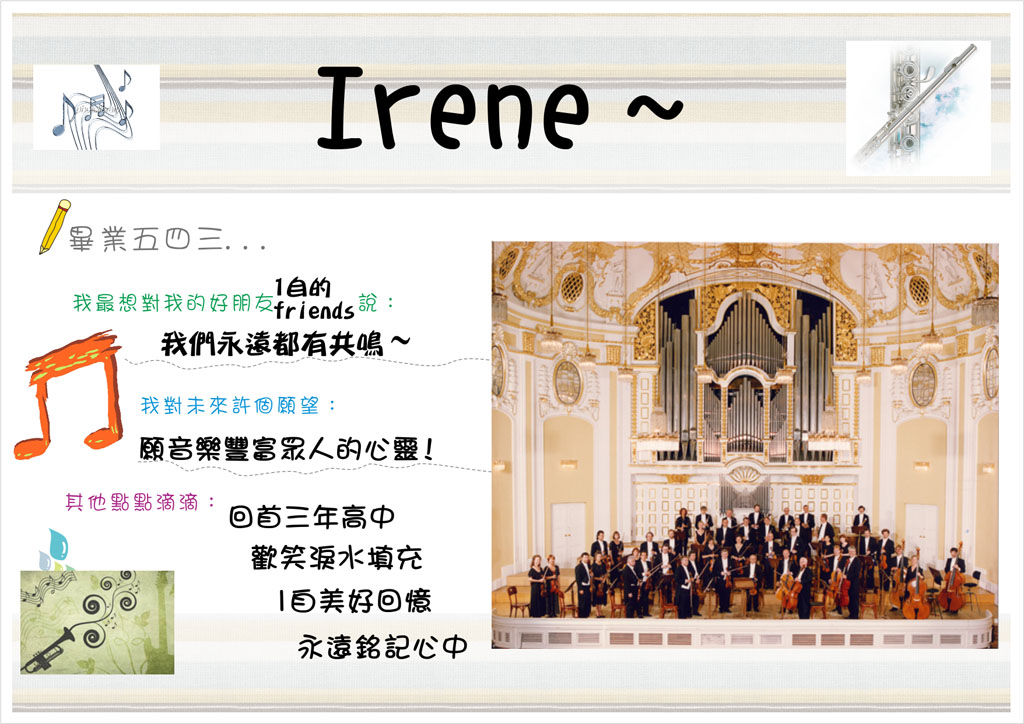 Irene ~
畢業五四三...
我最想對我的好朋友1自的friends說：
我們永遠都有共鳴～
我對未來許個願望：
願音樂豐富眾人的心靈！
其他點點滴滴：
回首三年高中
歡笑淚水填充
1自美好回憶
永遠銘記心中